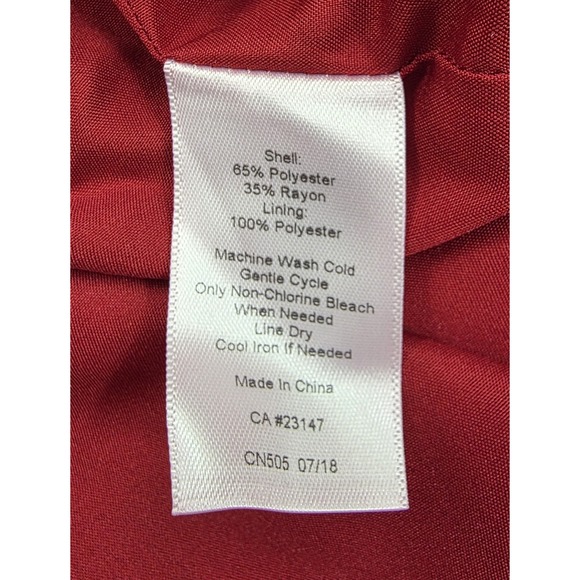 Shell:
65% Polyester
35% Rayon
Lining:
100% Polyester
Machine Wash Cold
Gentle Cycle
Only Non-Chlorine Bleach
When Needed
Line Dry
Cool Iron If Needed
Made In China
CA #23147
CN505 07/18